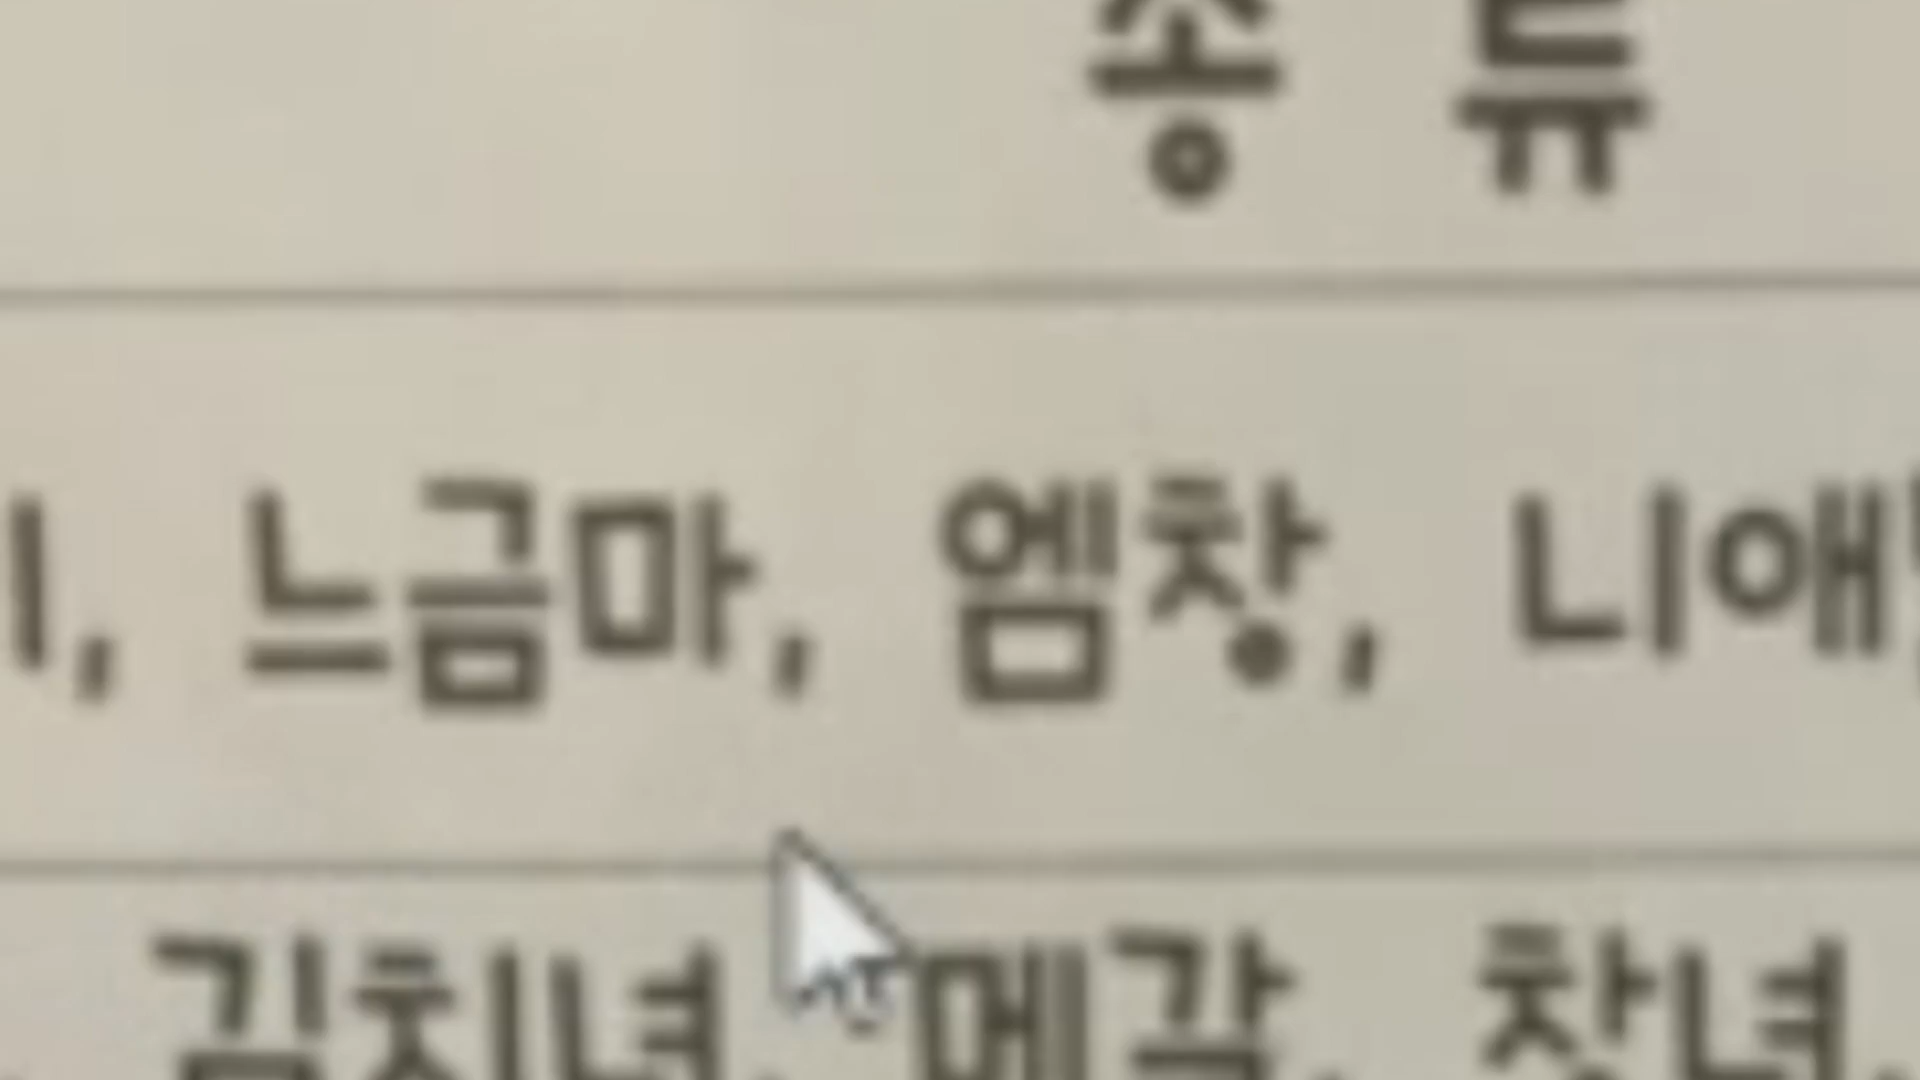 종 류
, 느금마, 엠창, 니애
김치녀, 메갈, 창녀,